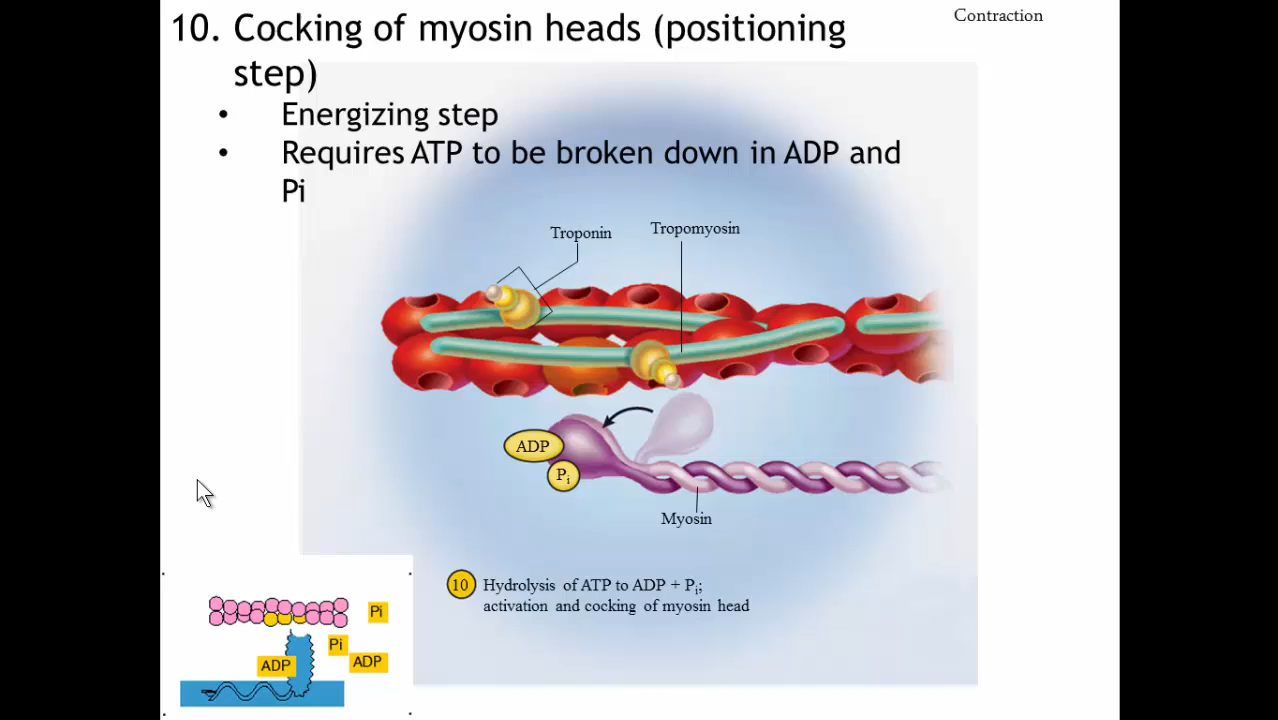 Contraction
10. Cocking of myosin heads (positioning
step)
• Energizing step
• Requires ATP to be broken down in ADP and
Pi
Troponin
Tropomyosin
ADP
Pi
Myosin
10 Hydrolysis of ATP to ADP + Pi;
activation and cocking of myosin head
Pi
Pi
ADP
ADP